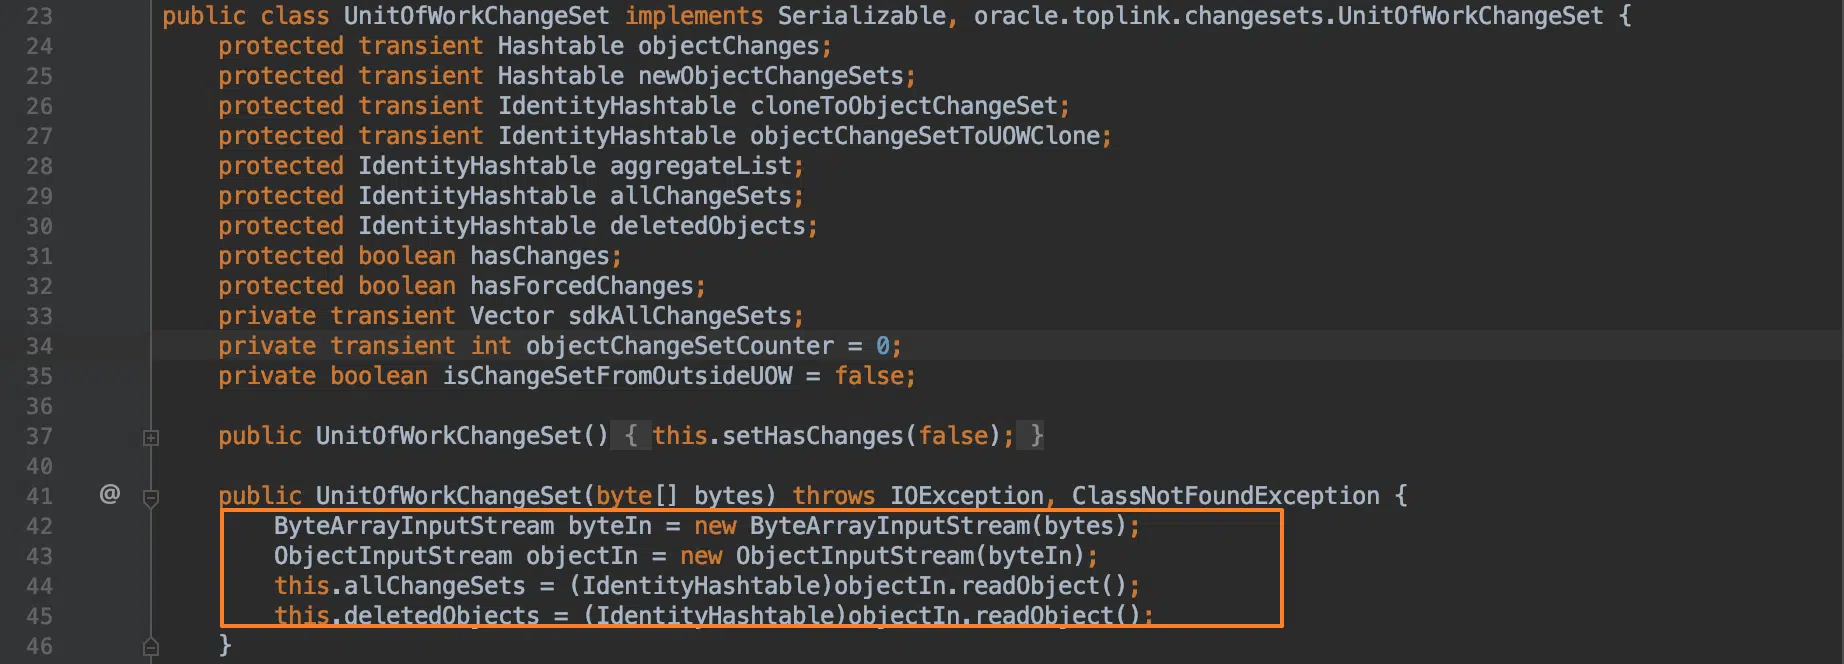 23 public class UnitOfWorkChangeSet implements Serializable, oracle.toplink.changesets.UnitOfWorkChangeSet {
24 protected transient Hashtable objectChanges;
25 protected transient Hashtable newObjectChangeSets;
26 protected transient IdentityHashtable cloneToObjectChangeSet;
27 protected transient IdentityHashtable objectChangeSetToUOWClone;
28 protected IdentityHashtable aggregateList;
29 protected IdentityHashtable allChangeSets;
30 protected IdentityHashtable deletedObjects;
31 protected boolean hasChanges;
32 protected boolean hasForcedChanges;
33 private transient Vector sdkAllChangeSets;
34 private transient int objectChangeSetCounter = 0;
35 private boolean isChangeSetFromOutsideUOW = false;
36
37 public UnitOfWorkChangeSet() { this.setHasChanges(false); }
40
41 @ public UnitOfWorkChangeSet(byte[] bytes) throws IOException, ClassNotFoundException {
42 ByteArrayInputStream byteIn = new ByteArrayInputStream(bytes);
43 ObjectInputStream objectIn = new ObjectInputStream(byteIn);
44 this.allChangeSets = (IdentityHashtable)objectIn.readObject();
45 this.deletedObjects = (IdentityHashtable)objectIn.readObject();
46 }